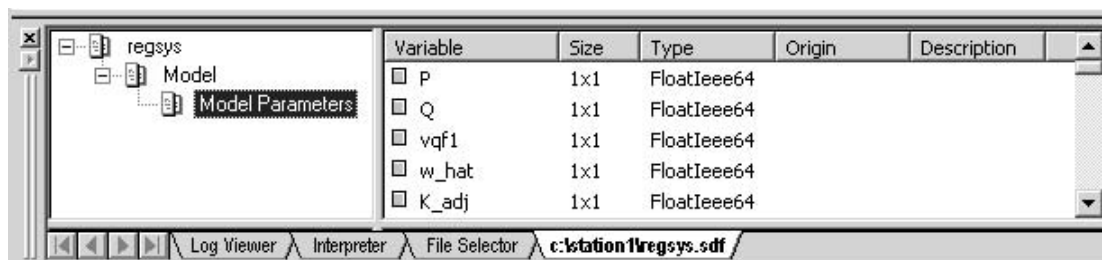 regsys
Model
Model Parameters
Variable Size Type Origin Description
P 1x1 FloatIeee64
Q 1x1 FloatIeee64
vqf1 1x1 FloatIeee64
w_hat 1x1 FloatIeee64
K_adj 1x1 FloatIeee64
Log Viewer Interpreter File Selector c:\station1\regsys.sdf